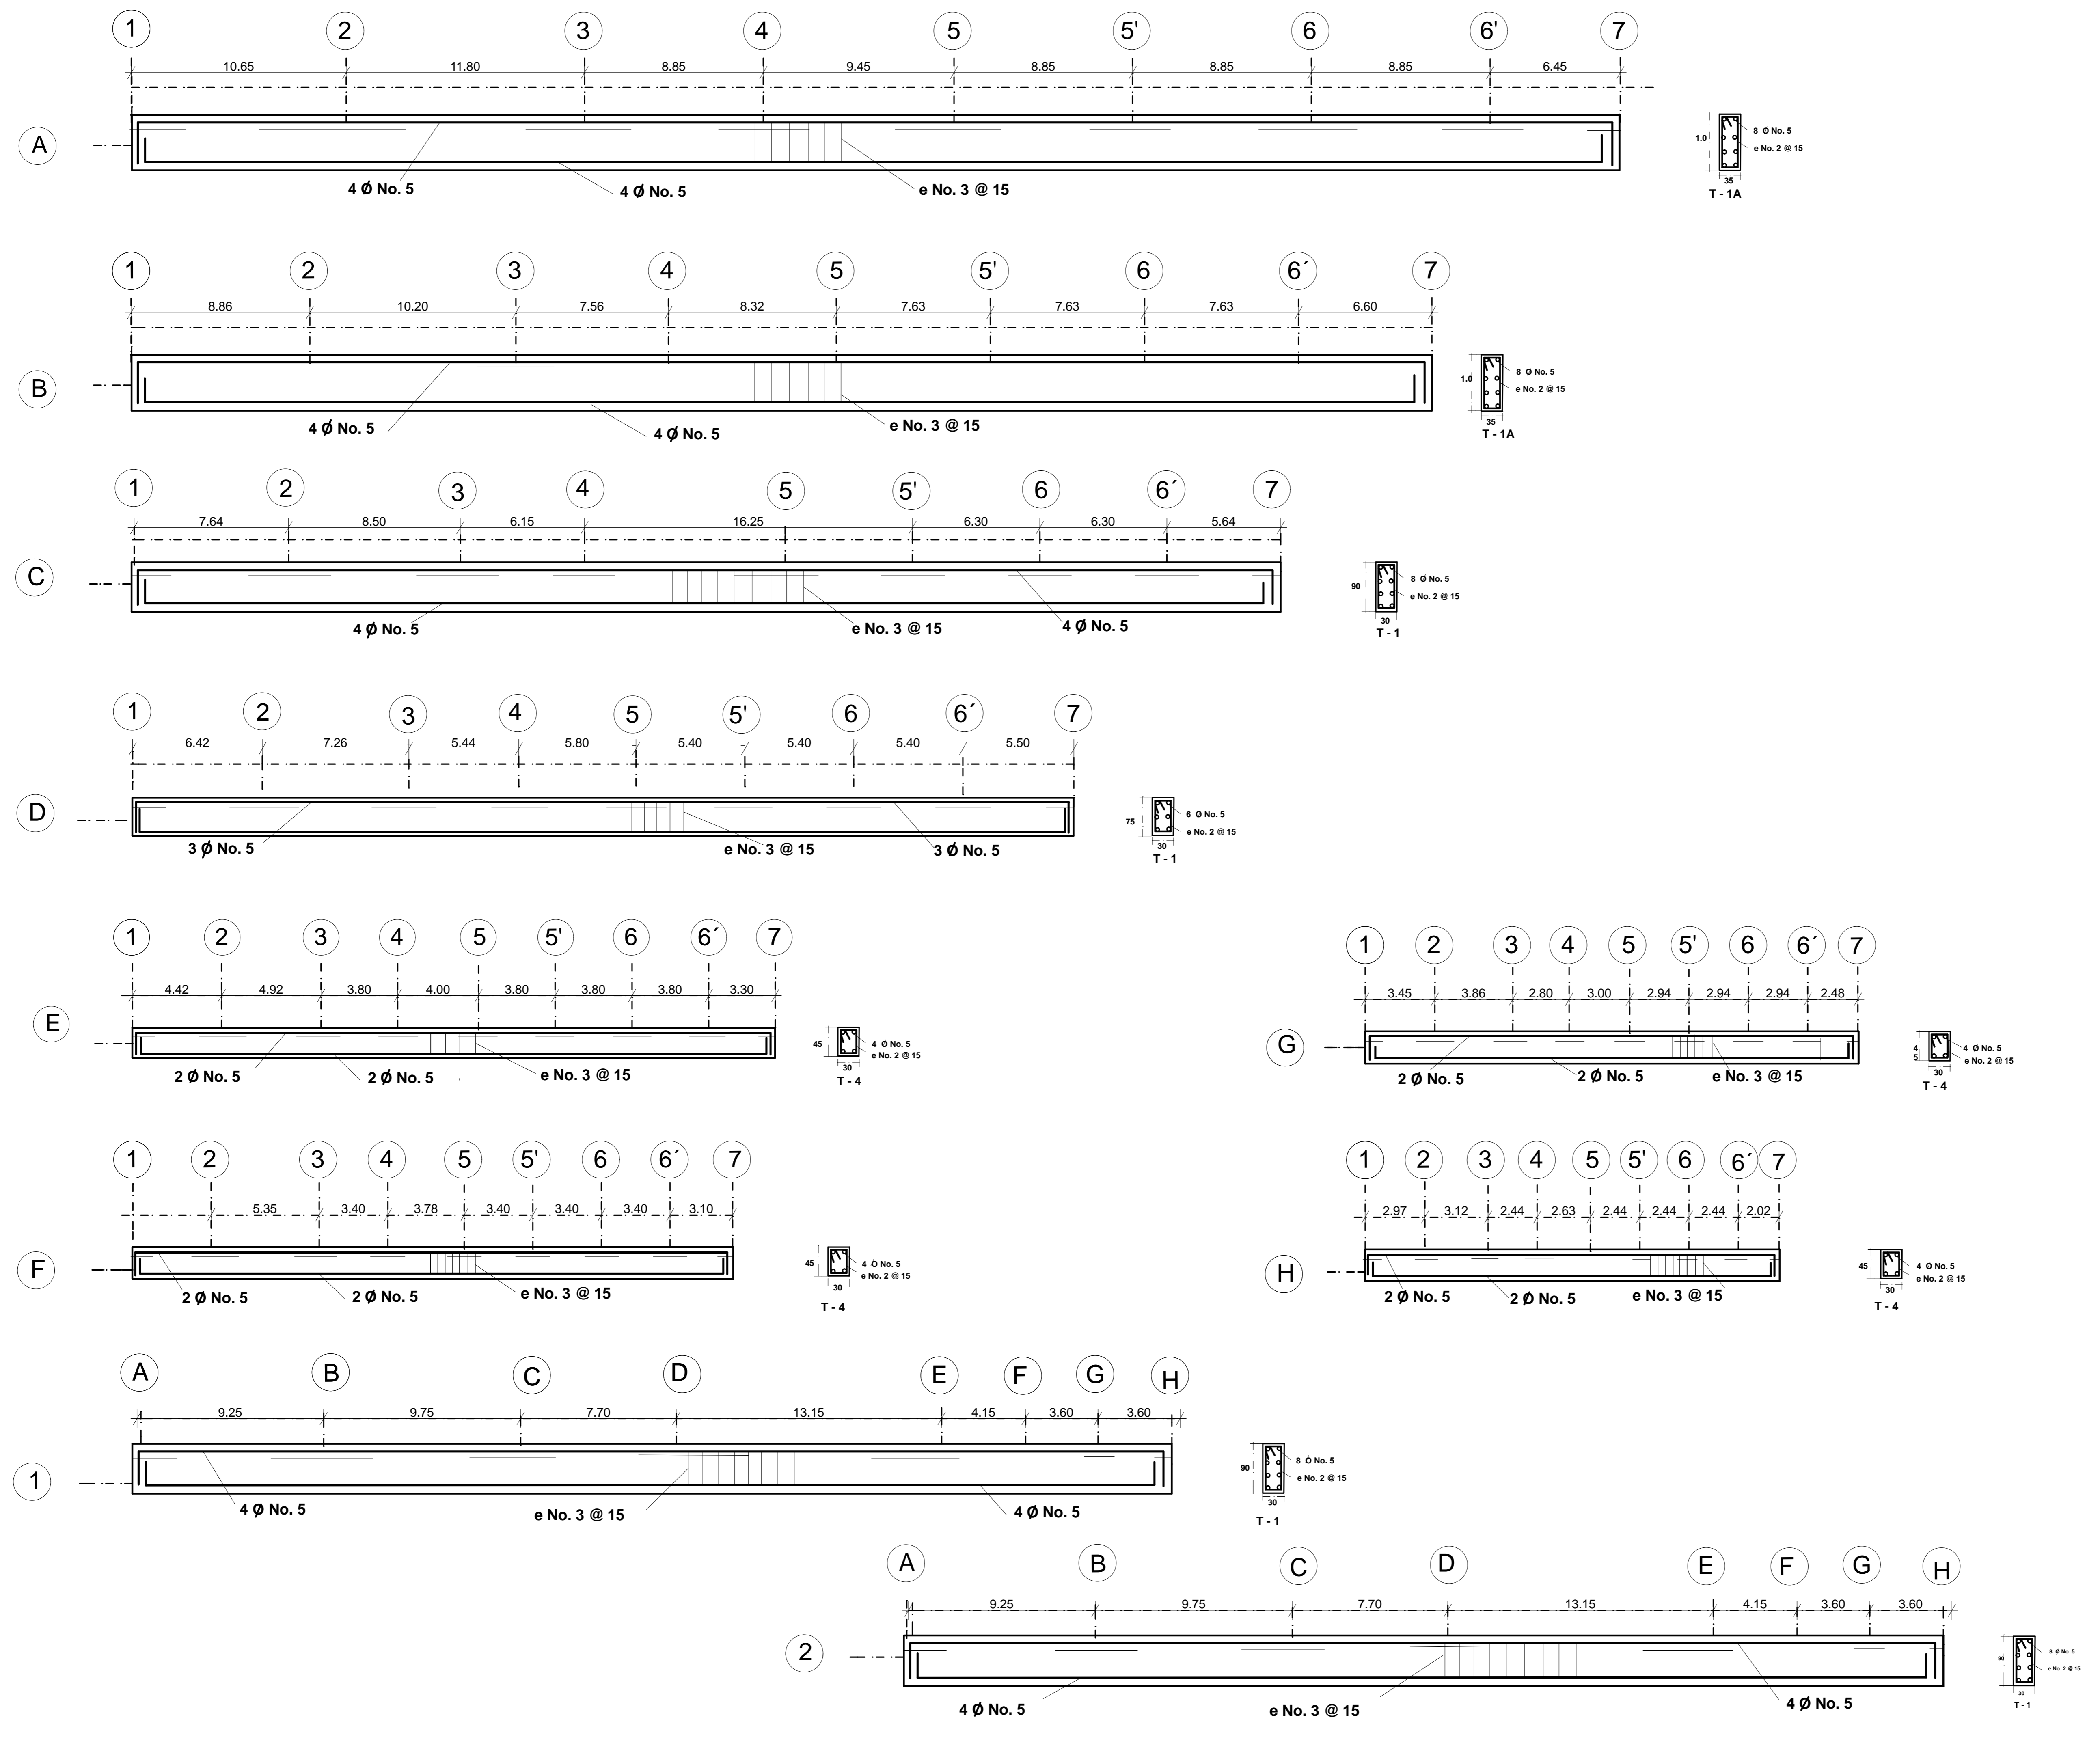 1 2 3 4 5 5' 6 6' 7
10.65 11.80 8.85 9.45 8.85 8.85 8.85 6.45
A
4 Ø No. 5
4 Ø No. 5
e No. 3 @ 15
1.0
8 Ø No. 5
e No. 2 @ 15
35
T - 1A
1 2 3 4 5 5' 6 6´ 7
8.86 10.20 7.56 8.32 7.63 7.63 7.63 6.60
B
4 Ø No. 5
4 Ø No. 5
e No. 3 @ 15
1.0
8 Ø No. 5
e No. 2 @ 15
35
T - 1A
1 2 3 4 5 5' 6 6´ 7
7.64 8.50 6.15 16.25 6.30 6.30 5.64
C
4 Ø No. 5
e No. 3 @ 15
4 Ø No. 5
90
8 Ø No. 5
e No. 2 @ 15
30
T - 1
1 2 3 4 5 5' 6 6´ 7
6.42 7.26 5.44 5.80 5.40 5.40 5.40 5.50
D
3 Ø No. 5
e No. 3 @ 15
3 Ø No. 5
75
6 Ø No. 5
e No. 2 @ 15
30
T - 1
1 2 3 4 5 5' 6 6´ 7
4.42 4.92 3.80 4.00 3.80 3.80 3.80 3.30
E
2 Ø No. 5
2 Ø No. 5
e No. 3 @ 15
45
4 Ø No. 5
e No. 2 @ 15
30
T - 4
1 2 3 4 5 5' 6 6´ 7
3.45 3.86 2.80 3.00 2.94 2.94 2.94 2.48
G
2 Ø No. 5
2 Ø No. 5
e No. 3 @ 15
4
5
4 Ø No. 5
e No. 2 @ 15
30
T - 4
1 2 3 4 5 5' 6 6´ 7
5.35 3.40 3.78 3.40 3.40 3.40 3.10
F
2 Ø No. 5
2 Ø No. 5
e No. 3 @ 15
45
4 Ø No. 5
e No. 2 @ 15
30
T - 4
1 2 3 4 5 5' 6 6´ 7
2.97 3.12 2.44 2.63 2.44 2.44 2.44 2.02
H
2 Ø No. 5
2 Ø No. 5
e No. 3 @ 15
45
4 Ø No. 5
e No. 2 @ 15
30
T - 4
A B C D E F G H
9.25 9.75 7.70 13.15 4.15 3.60 3.60
1
4 Ø No. 5
e No. 3 @ 15
4 Ø No. 5
90
8 Ø No. 5
e No. 2 @ 15
30
T - 1
A B C D E F G H
9.25 9.75 7.70 13.15 4.15 3.60 3.60
2
4 Ø No. 5
e No. 3 @ 15
4 Ø No. 5
90
8 Ø No. 5
e No. 2 @ 15
30
T - 1